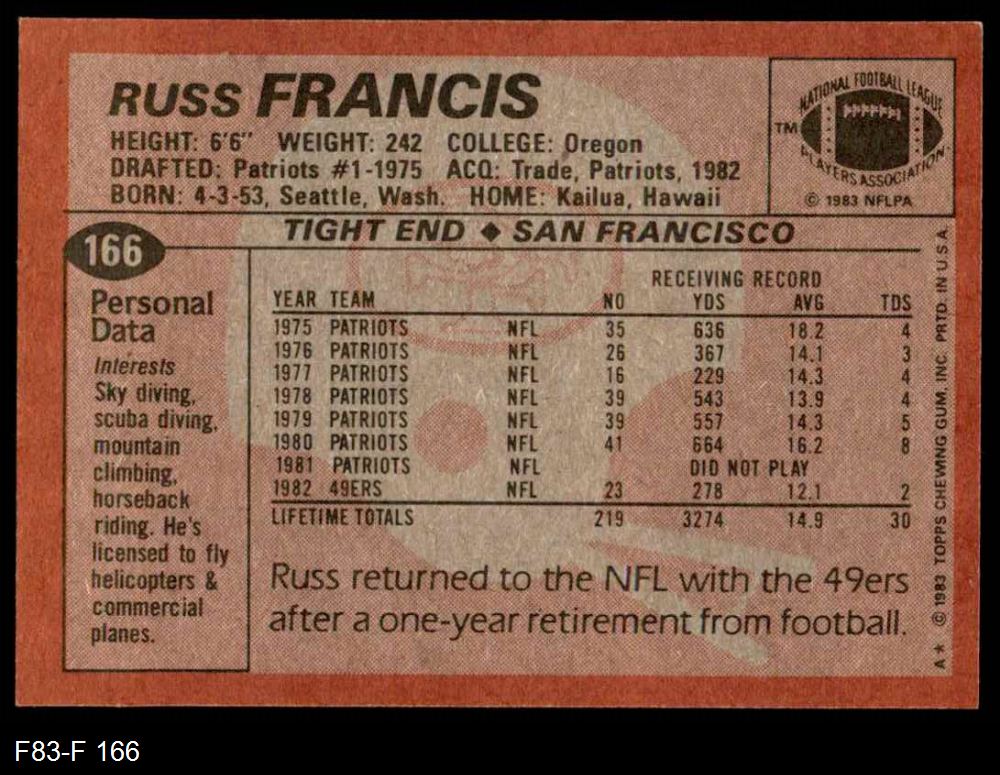 RUSS FRANCIS
HEIGHT: 6'6" WEIGHT: 242 COLLEGE: Oregon
DRAFTED: Patriots #1-1975 ACQ: Trade, Patriots, 1982
BORN: 4-3-53, Seattle, Wash. HOME: Kailua, Hawaii
NATIONAL FOOTBALL LEAGUE
NFLPA
TM
PLAYERS ASSOCIATION
© 1983 NFLPA
TIGHT END ◆ SAN FRANCISCO
166
Personal
Data
Interests
Sky diving,
scuba diving,
mountain
climbing,
horseback
riding. He's
licensed to fly
helicopters &
commercial
planes.
RECEIVING RECORD
YEAR TEAM NO YDS AVG TDS
1975 PATRIOTS NFL 35 636 18.2 4
1976 PATRIOTS NFL 26 367 14.1 3
1977 PATRIOTS NFL 16 229 14.3 4
1978 PATRIOTS NFL 39 543 13.9 4
1979 PATRIOTS NFL 39 557 14.3 5
1980 PATRIOTS NFL 41 664 16.2 8
1981 PATRIOTS NFL DID NOT PLAY
1982 49ERS NFL 23 278 12.1 2
LIFETIME TOTALS 219 3274 14.9 30
Russ returned to the NFL with the 49ers
after a one-year retirement from football.
A★ © 1983 TOPPS CHEWING GUM, INC. PRTD. IN U.S.A.
F83-F 166